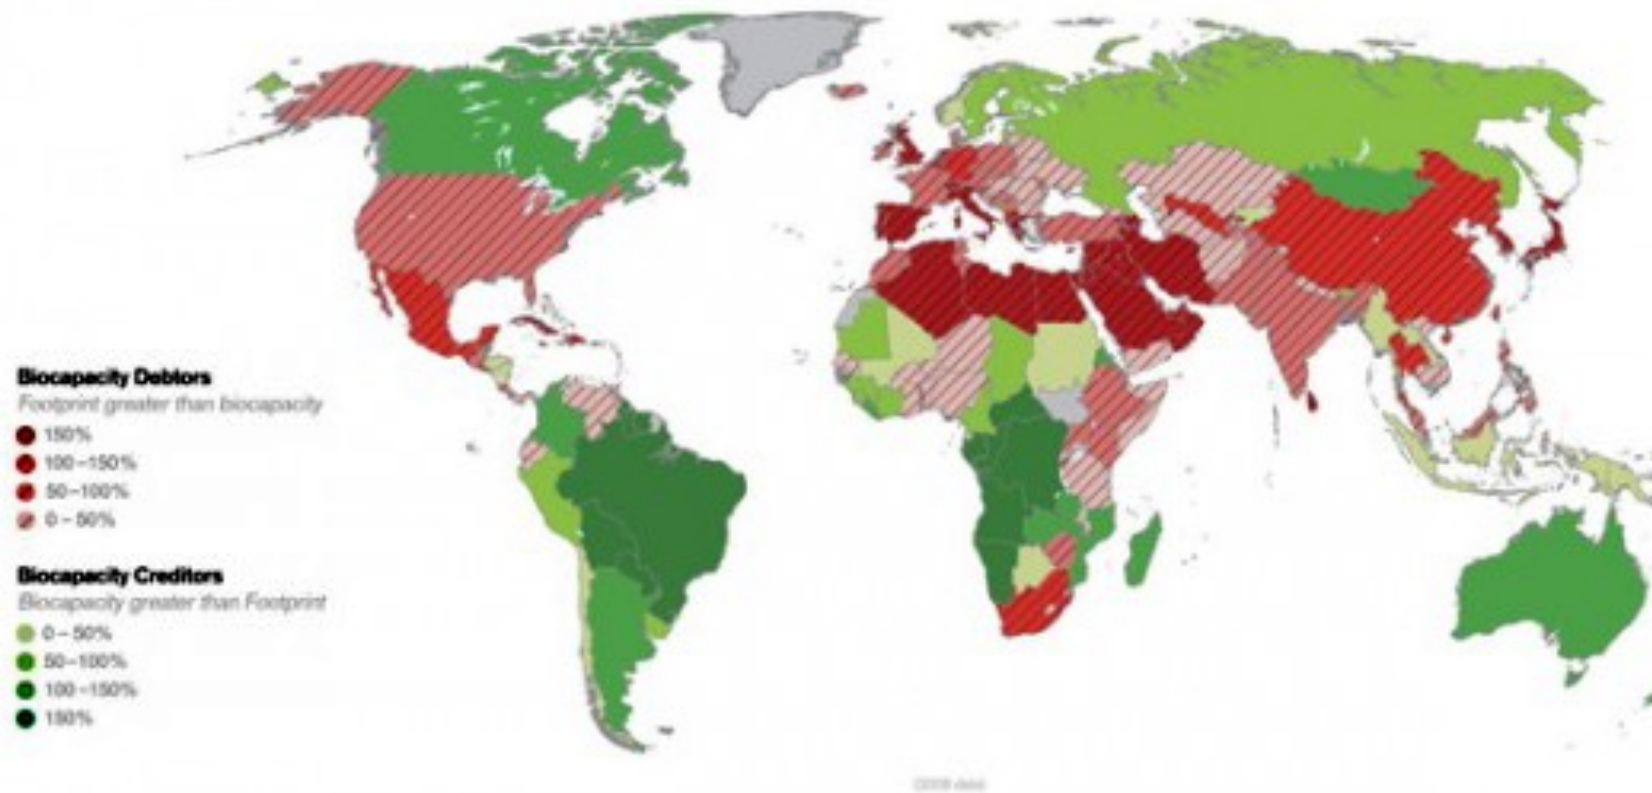 Biocapacity Debtors
Footprint greater than biocapacity
150%
100-150%
50-100%
0-50%
Biocapacity Creditors
Biocapacity greater than Footprint
0-50%
50-100%
100-150%
150%